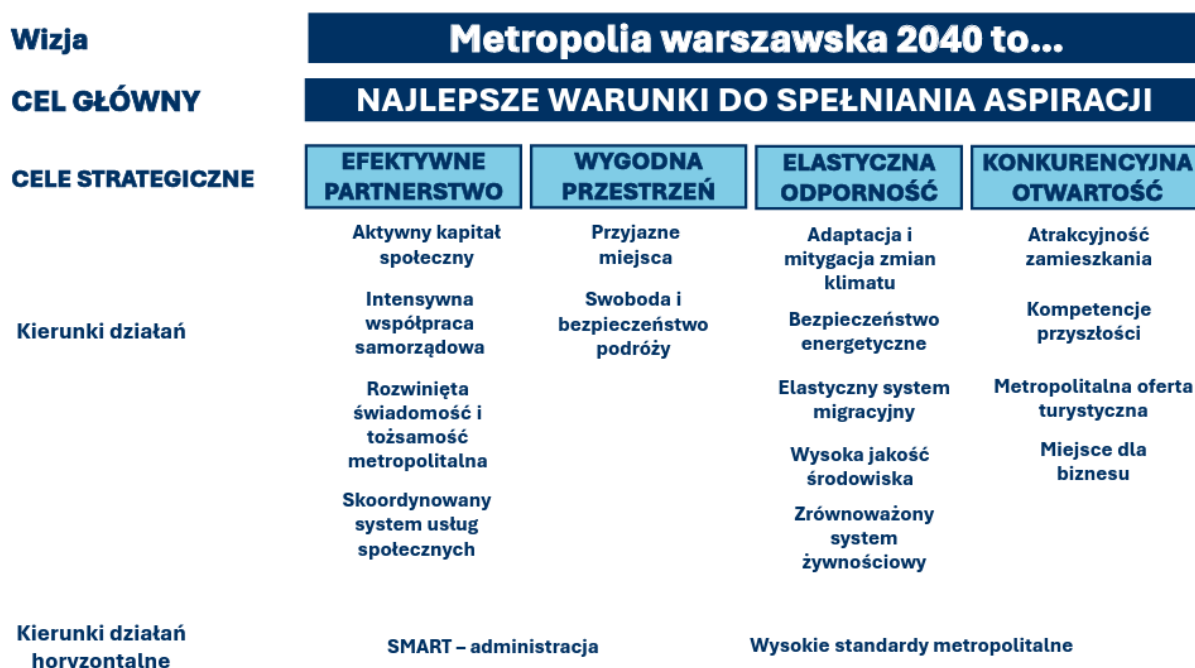 Wizja
Metropolia warszawska 2040 to...
CEL GŁÓWNY
NAJLEPSZE WARUNKI DO SPEŁNIANIA ASPIRACJI
CELE STRATEGICZNE
EFEKTYWNE
PARTNERSTWO
WYGODNA
PRZESTRZEŃ
ELASTYCZNA
ODPORNOŚĆ
KONKURENCYJNA
OTWARTOŚĆ
Kierunki działań
Aktywny kapitał
społeczny
Intensywna
współpraca
samorządowa
Rozwinięta
świadomość i
tożsamość
metropolitalna
Skoordynowany
system usług
społecznych
Przyjazne
miejsca
Swoboda i
bezpieczeństwo
podróży
Adaptacja i
mitygacja zmian
klimatu
Bezpieczeństwo
energetyczne
Elastyczny system
migracyjny
Wysoka jakość
środowiska
Zrównoważony
system
żywnościowy
Atrakcyjność
zamieszkania
Kompetencje
przyszłości
Metropolitalna oferta
turystyczna
Miejsce dla
biznesu
Kierunki działań
horyzontalne
SMART – administracja
Wysokie standardy metropolitalne